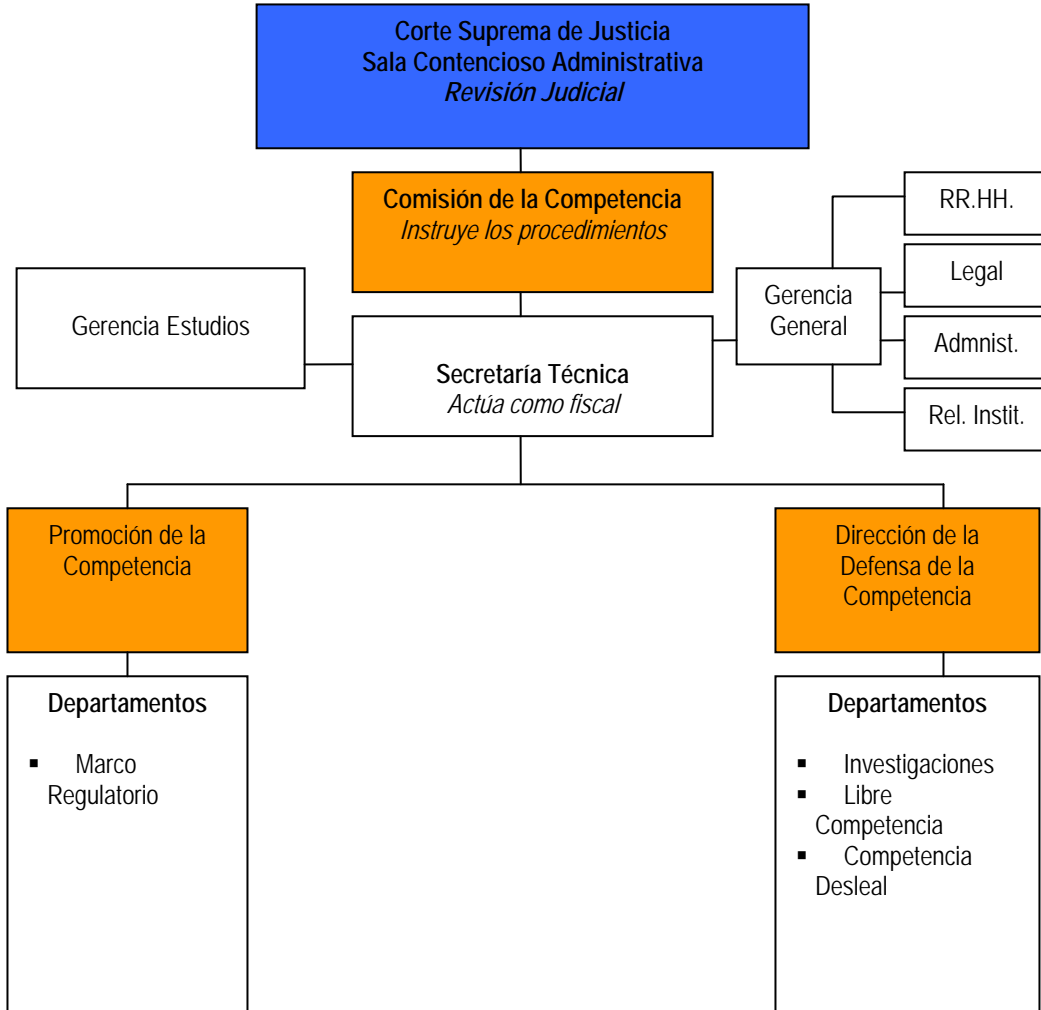 Corte Suprema de Justicia
Sala Contencioso Administrativa
Revisión Judicial
Comisión de la Competencia
Instruye los procedimientos
RR.HH.
Legal
Gerencia
General
Admnist.
Rel. Instit.
Gerencia Estudios
Secretaría Técnica
Actúa como fiscal
Promoción de la
Competencia
Dirección de la
Defensa de la
Competencia
Departamentos
▪ Marco
Regulatorio
Departamentos
▪ Investigaciones
▪ Libre
Competencia
▪ Competencia
Desleal